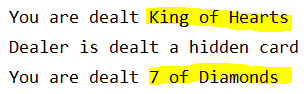 You are dealt King of Hearts
Dealer is dealt a hidden card
You are dealt 7 of Diamonds